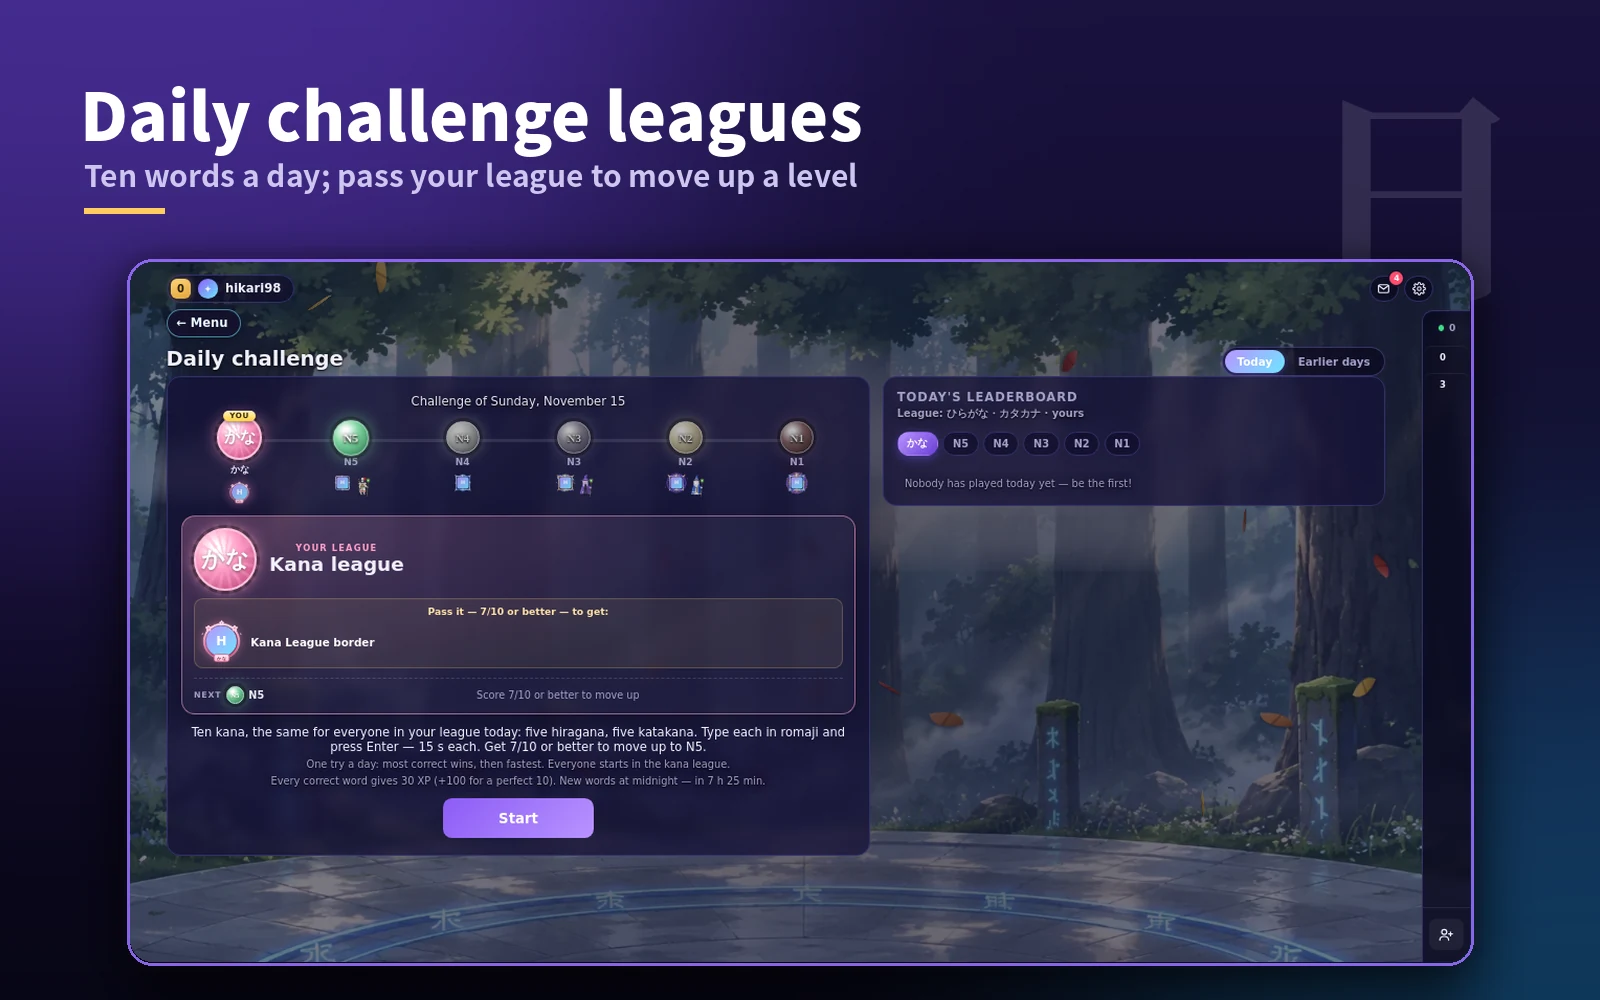 Daily challenge leagues
Ten words a day; pass your league to move up a level
日
0 hikari98
4
← Menu
Daily challenge
Today Earlier days
0
0
3
Challenge of Sunday, November 15
YOU
かな N5 N4 N3 N2 N1
かな N5 N4 N3 N2 N1
かな
YOUR LEAGUE
Kana league
Pass it — 7/10 or better — to get:
H
かな
Kana League border
NEXT N5 Score 7/10 or better to move up
Ten kana, the same for everyone in your league today: five hiragana, five katakana. Type each in romaji and
press Enter — 15 s each. Get 7/10 or better to move up to N5.
One try a day: most correct wins, then fastest. Everyone starts in the kana league.
Every correct word gives 30 XP (+100 for a perfect 10). New words at midnight — in 7 h 25 min.
Start
TODAY'S LEADERBOARD
League: ひらがな · カタカナ · yours
かな N5 N4 N3 N2 N1
Nobody has played today yet — be the first!